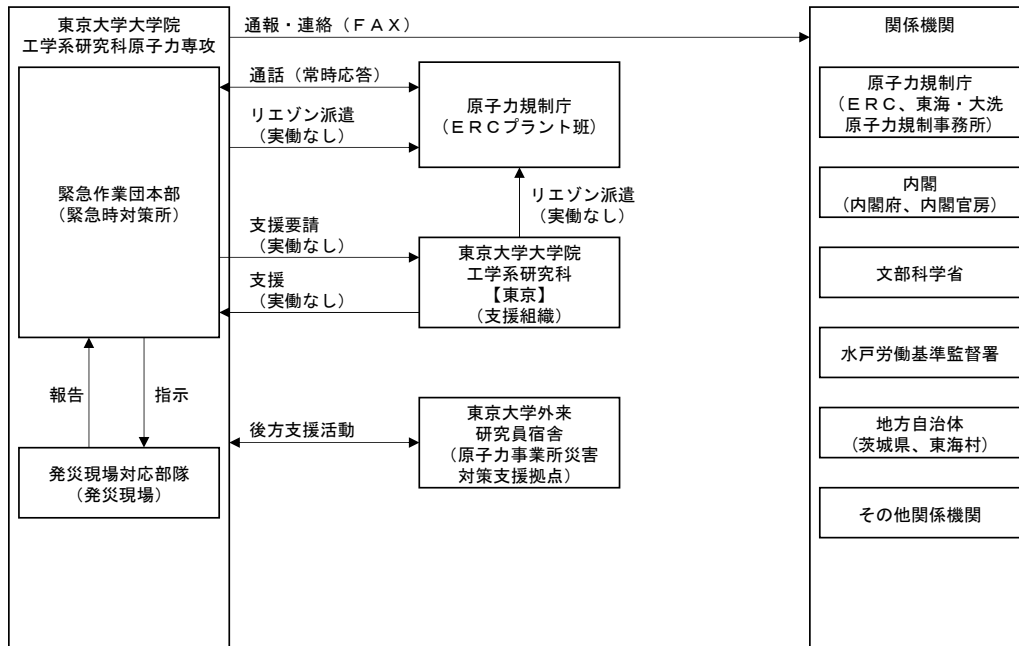 東京大学大学院
工学系研究科原子力専攻
緊急作業団本部
（緊急時対策所）
報告
指示
発災現場対応部隊
（発災現場）
通報・連絡（ＦＡＸ）
通話（常時応答）
リエゾン派遣
（実働なし）
原子力規制庁
（ＥＲＣプラント班）
リエゾン派遣
（実働なし）
支援要請
（実働なし）
支援
（実働なし）
東京大学大学院
工学系研究科
【東京】
（支援組織）
後方支援活動
東京大学外来
研究員宿舎
（原子力事業所災害
対策支援拠点）
関係機関
原子力規制庁
（ＥＲＣ、東海・大洗
原子力規制事務所）
内閣
（内閣府、内閣官房）
文部科学省
水戸労働基準監督署
地方自治体
（茨城県、東海村）
その他関係機関